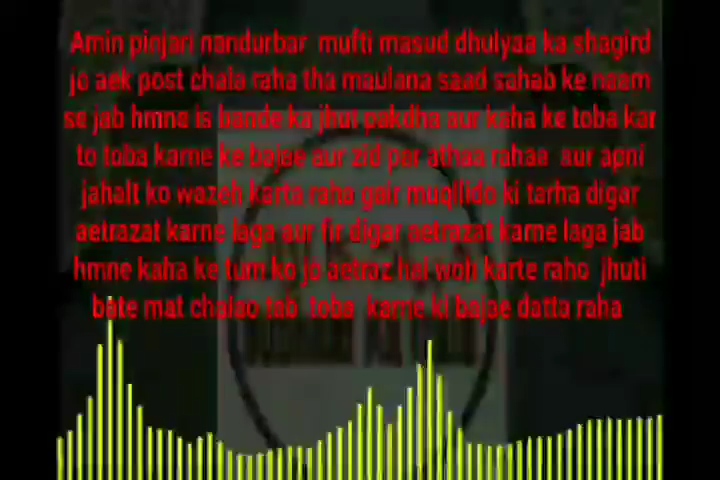 Amin pinjari nandurbar mufti masud dhulyaa ka shagird
jo aek post chala raha tha maulana saad sahab ke naam
se jab hmne is bande ka jhut pakdha aur kaha ke toba kar
to toba karne ke bajae aur zid par athaa rahaa aur apni
jahalt ko wazeh karta raha gair muqllido ki tarha digar
aetrazat karne laga aur fir digar aetrazat karne laga jab
hmne kaha ke tum ko jo aetraz hai woh karte raho jhuti
bate mat chalao tab toba karne ki bajae datta raha